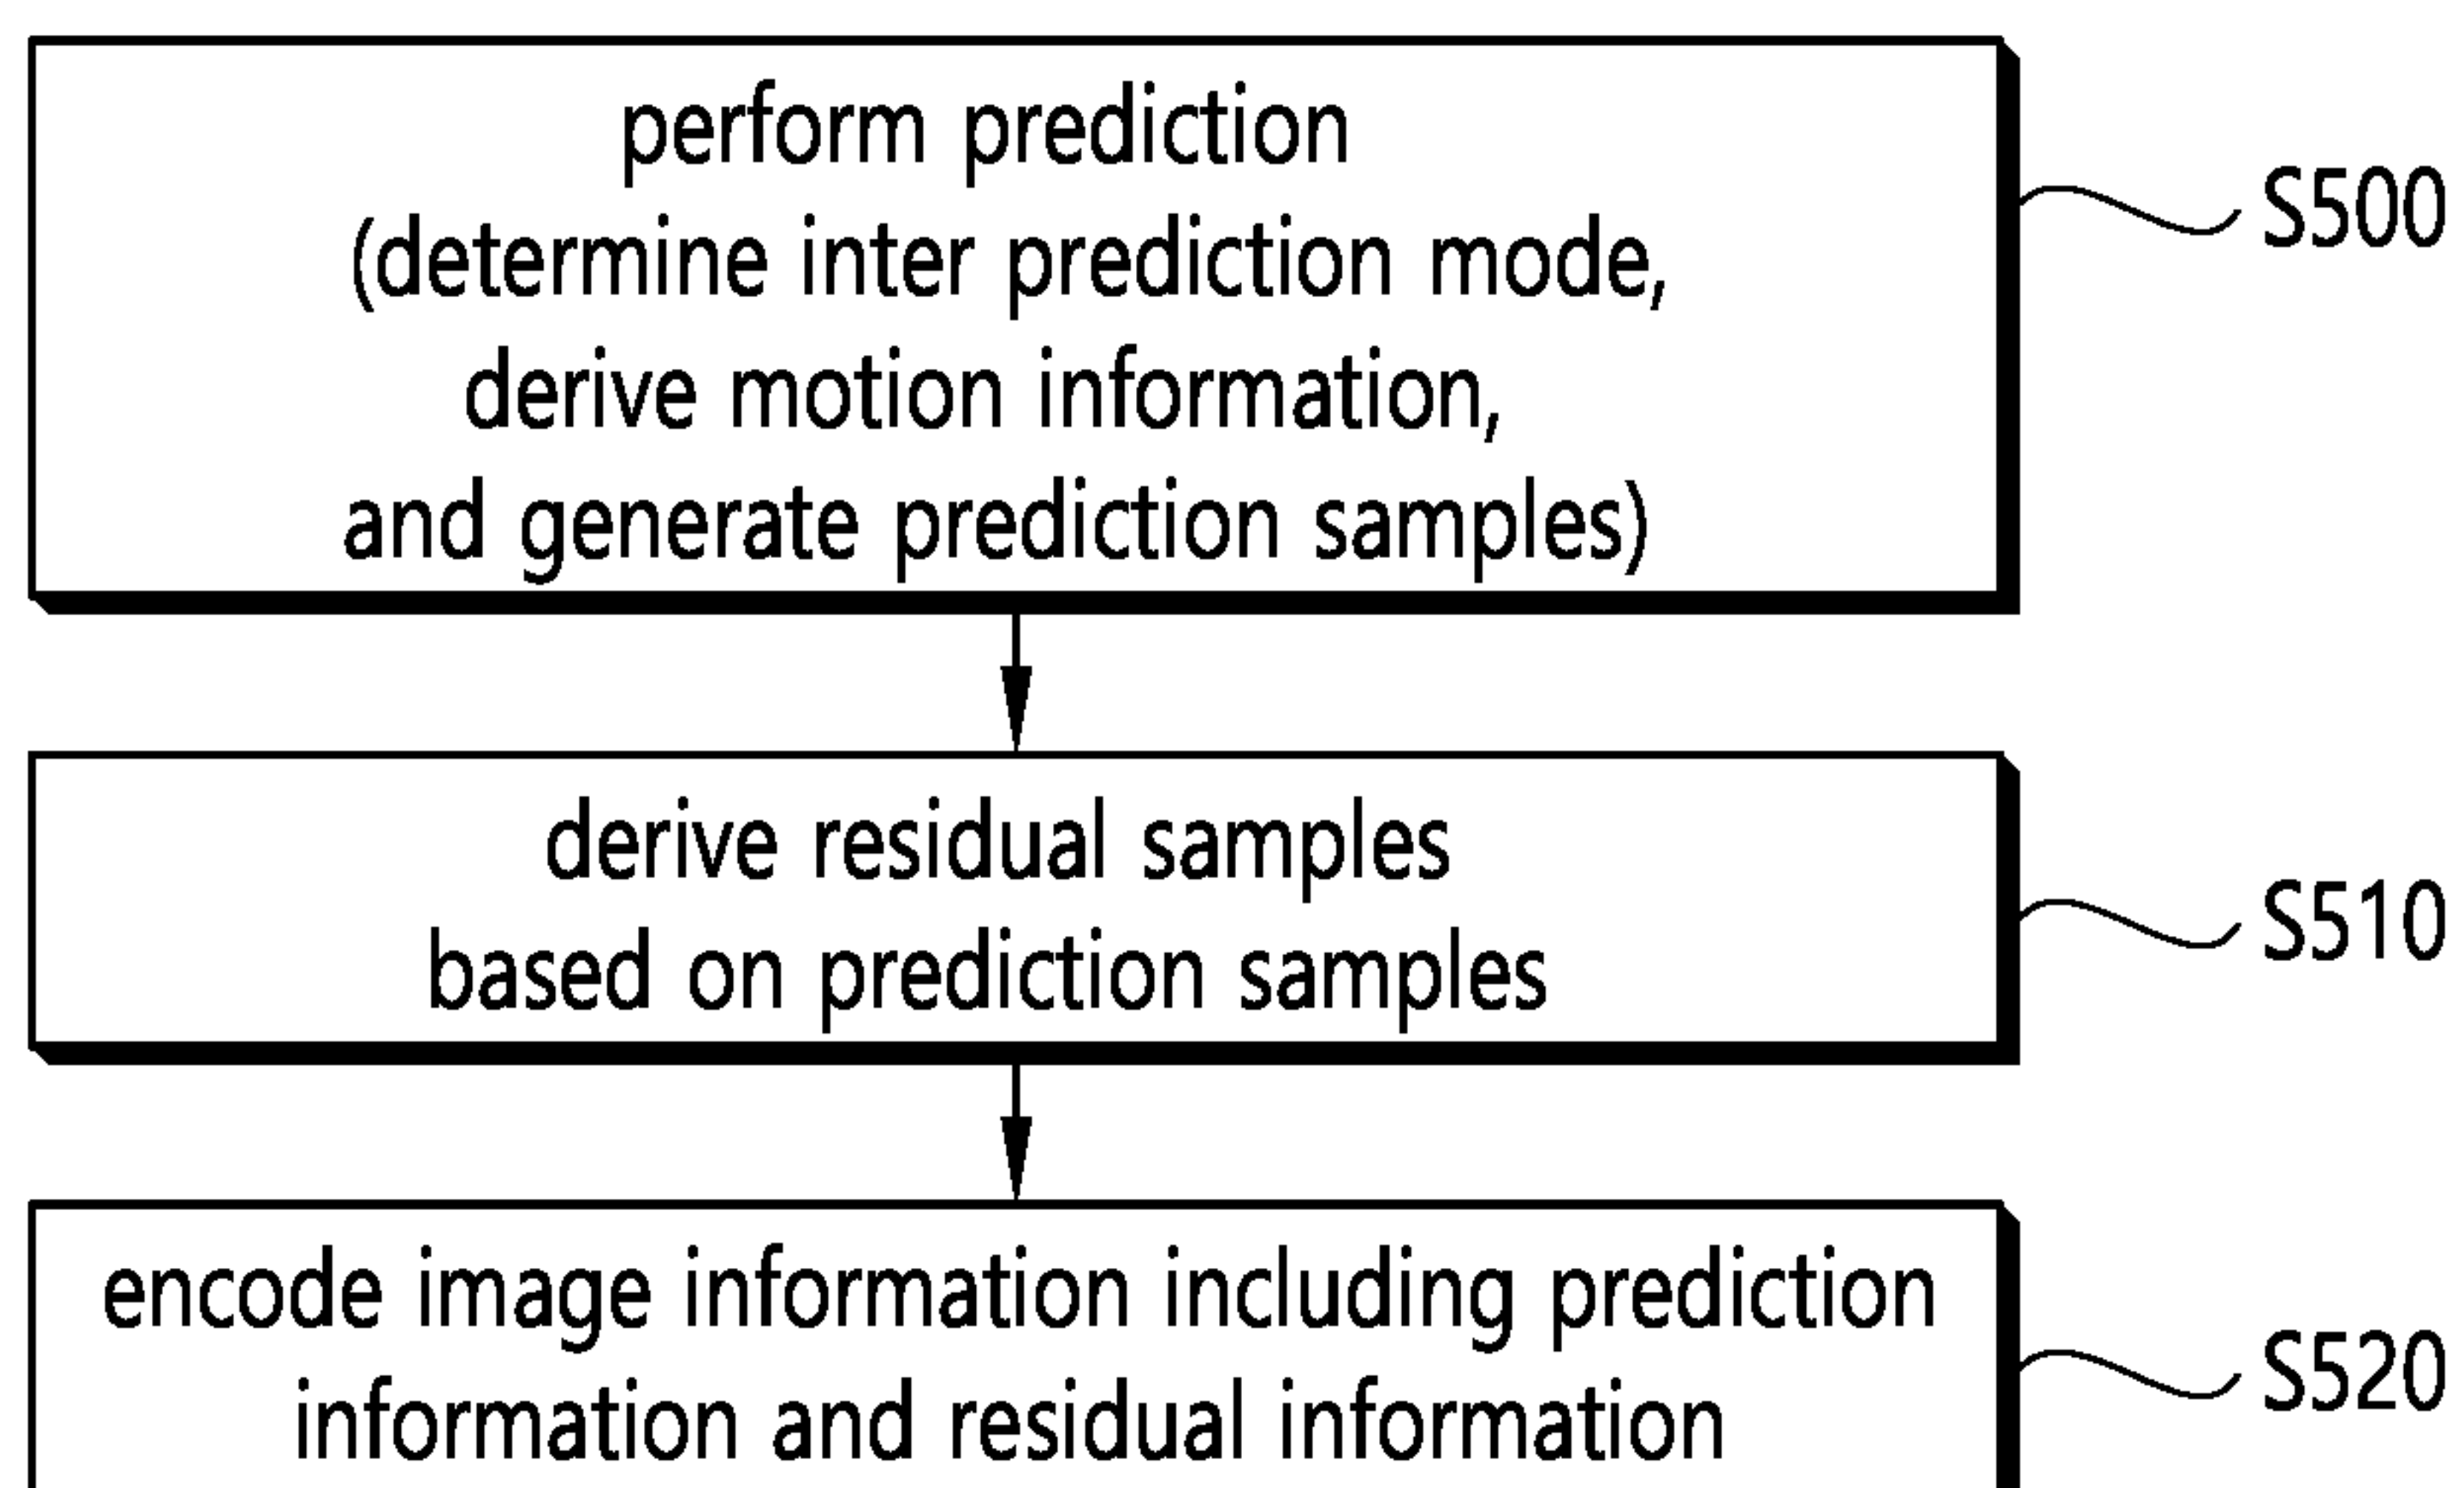 perform prediction
(determine inter prediction mode,
derive motion information,
and generate prediction samples)
S500
derive residual samples
based on prediction samples
S510
encode image information including prediction
information and residual information
S520